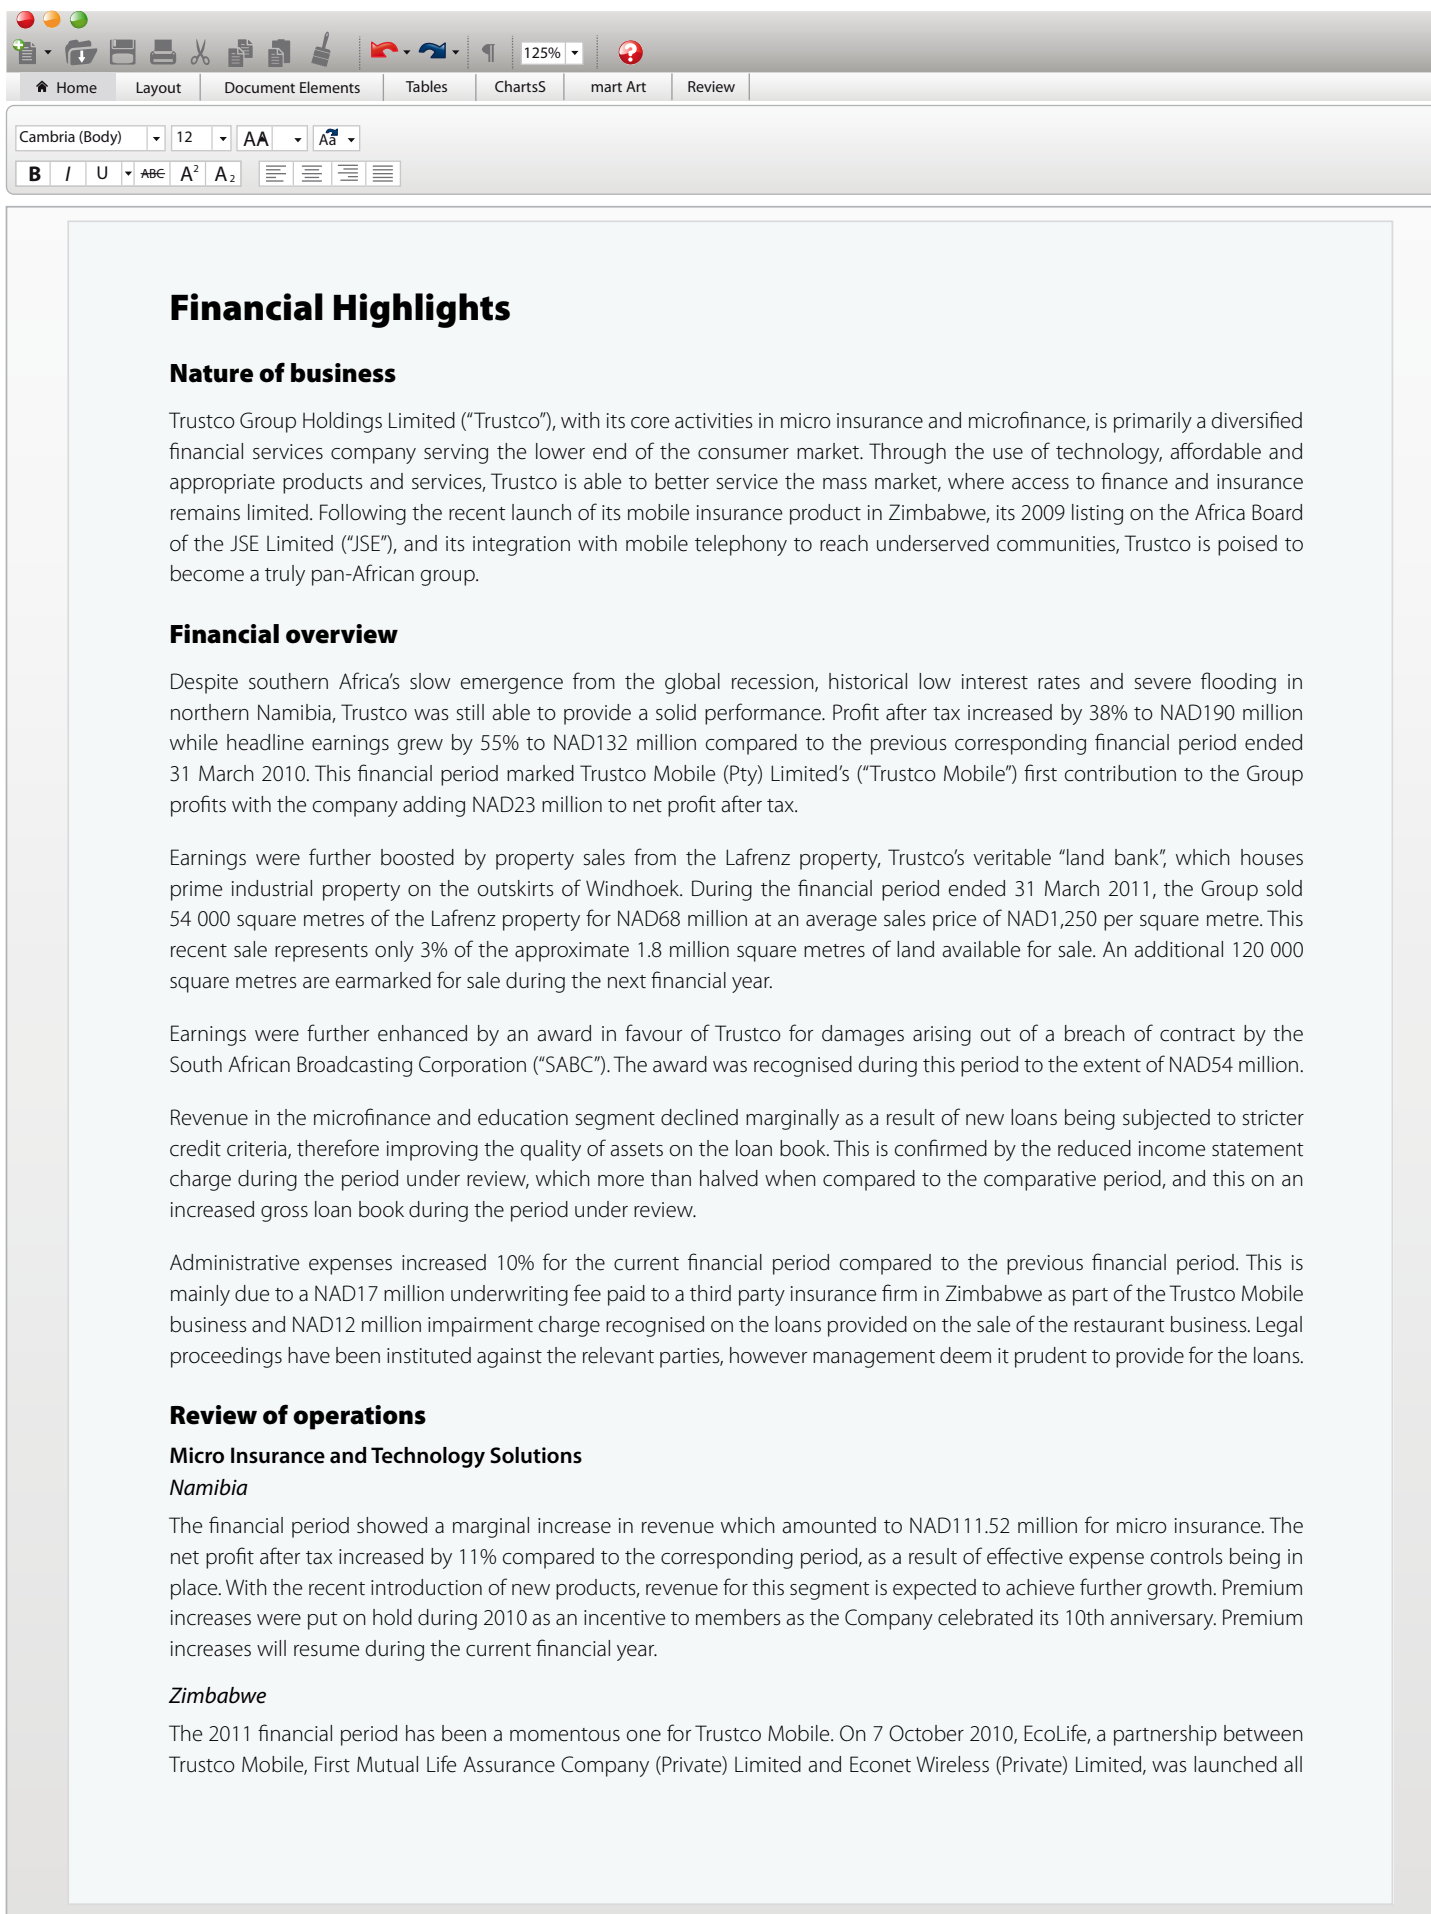 125%
Home Layout Document Elements Tables ChartsS mart Art Review
Cambria (Body) 12 AA Aa
B I U ABC A2 A2
Financial Highlights
Nature of business
Trustco Group Holdings Limited (“Trustco”), with its core activities in micro insurance and microfinance, is primarily a diversified
financial services company serving the lower end of the consumer market. Through the use of technology, affordable and
appropriate products and services, Trustco is able to better service the mass market, where access to finance and insurance
remains limited. Following the recent launch of its mobile insurance product in Zimbabwe, its 2009 listing on the Africa Board
of the JSE Limited (“JSE”), and its integration with mobile telephony to reach underserved communities, Trustco is poised to
become a truly pan-African group.
Financial overview
Despite southern Africa’s slow emergence from the global recession, historical low interest rates and severe flooding in
northern Namibia, Trustco was still able to provide a solid performance. Profit after tax increased by 38% to NAD190 million
while headline earnings grew by 55% to NAD132 million compared to the previous corresponding financial period ended
31 March 2010. This financial period marked Trustco Mobile (Pty) Limited’s (“Trustco Mobile”) first contribution to the Group
profits with the company adding NAD23 million to net profit after tax.
Earnings were further boosted by property sales from the Lafrenz property, Trustco’s veritable “land bank”, which houses
prime industrial property on the outskirts of Windhoek. During the financial period ended 31 March 2011, the Group sold
54 000 square metres of the Lafrenz property for NAD68 million at an average sales price of NAD1,250 per square metre. This
recent sale represents only 3% of the approximate 1.8 million square metres of land available for sale. An additional 120 000
square metres are earmarked for sale during the next financial year.
Earnings were further enhanced by an award in favour of Trustco for damages arising out of a breach of contract by the
South African Broadcasting Corporation (“SABC”). The award was recognised during this period to the extent of NAD54 million.
Revenue in the microfinance and education segment declined marginally as a result of new loans being subjected to stricter
credit criteria, therefore improving the quality of assets on the loan book. This is confirmed by the reduced income statement
charge during the period under review, which more than halved when compared to the comparative period, and this on an
increased gross loan book during the period under review.
Administrative expenses increased 10% for the current financial period compared to the previous financial period. This is
mainly due to a NAD17 million underwriting fee paid to a third party insurance firm in Zimbabwe as part of the Trustco Mobile
business and NAD12 million impairment charge recognised on the loans provided on the sale of the restaurant business. Legal
proceedings have been instituted against the relevant parties, however management deem it prudent to provide for the loans.
Review of operations
Micro Insurance and Technology Solutions
Namibia
The financial period showed a marginal increase in revenue which amounted to NAD111.52 million for micro insurance. The
net profit after tax increased by 11% compared to the corresponding period, as a result of effective expense controls being in
place. With the recent introduction of new products, revenue for this segment is expected to achieve further growth. Premium
increases were put on hold during 2010 as an incentive to members as the Company celebrated its 10th anniversary. Premium
increases will resume during the current financial year.
Zimbabwe
The 2011 financial period has been a momentous one for Trustco Mobile. On 7 October 2010, EcoLife, a partnership between
Trustco Mobile, First Mutual Life Assurance Company (Private) Limited and Econet Wireless (Private) Limited, was launched all